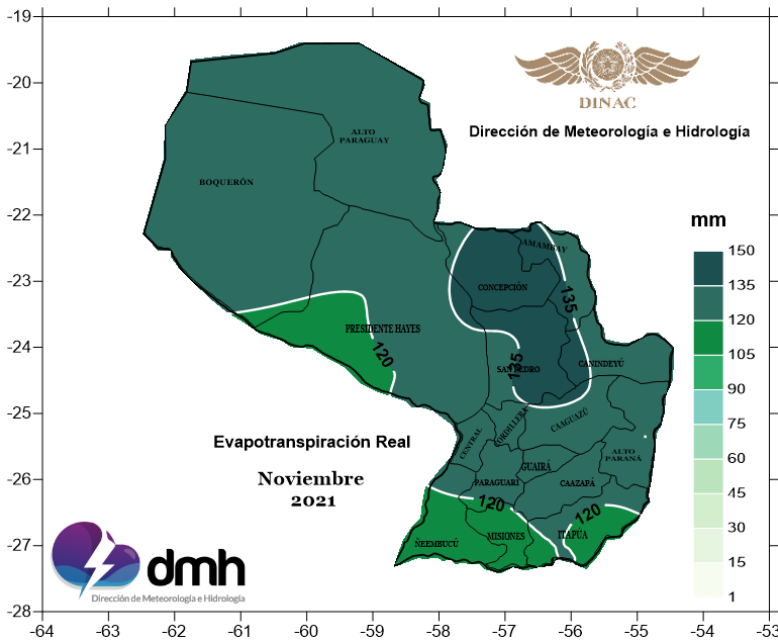 -19
-20
-21
-22
-23
-24
-25
-26
-27
-28
-64
-63
-62
-61
-60
-59
-58
-57
-56
-55
-54
-53
DINAC
Dirección de Meteorología e Hidrología
ALTO
PARAGUAY
BOQUERÓN
AMAMBAY
CONCEPCIÓN
135
PRESIDENTE HAYES
120
SAN PEDRO
135
CANINDEYÚ
CORDILLERA
CAAGUAZÚ
CENTRAL
ALTO
PARANÁ
GUAIRÁ
PARAGUARI
CAAZAPÁ
120
120
ÑEEMBUCÚ
MISIONES
ITAPÚA
mm
150
135
120
105
90
75
60
45
30
15
1
Evapotranspiración Real
Noviembre
2021
dmh
Dirección de Meteorología e Hidrología